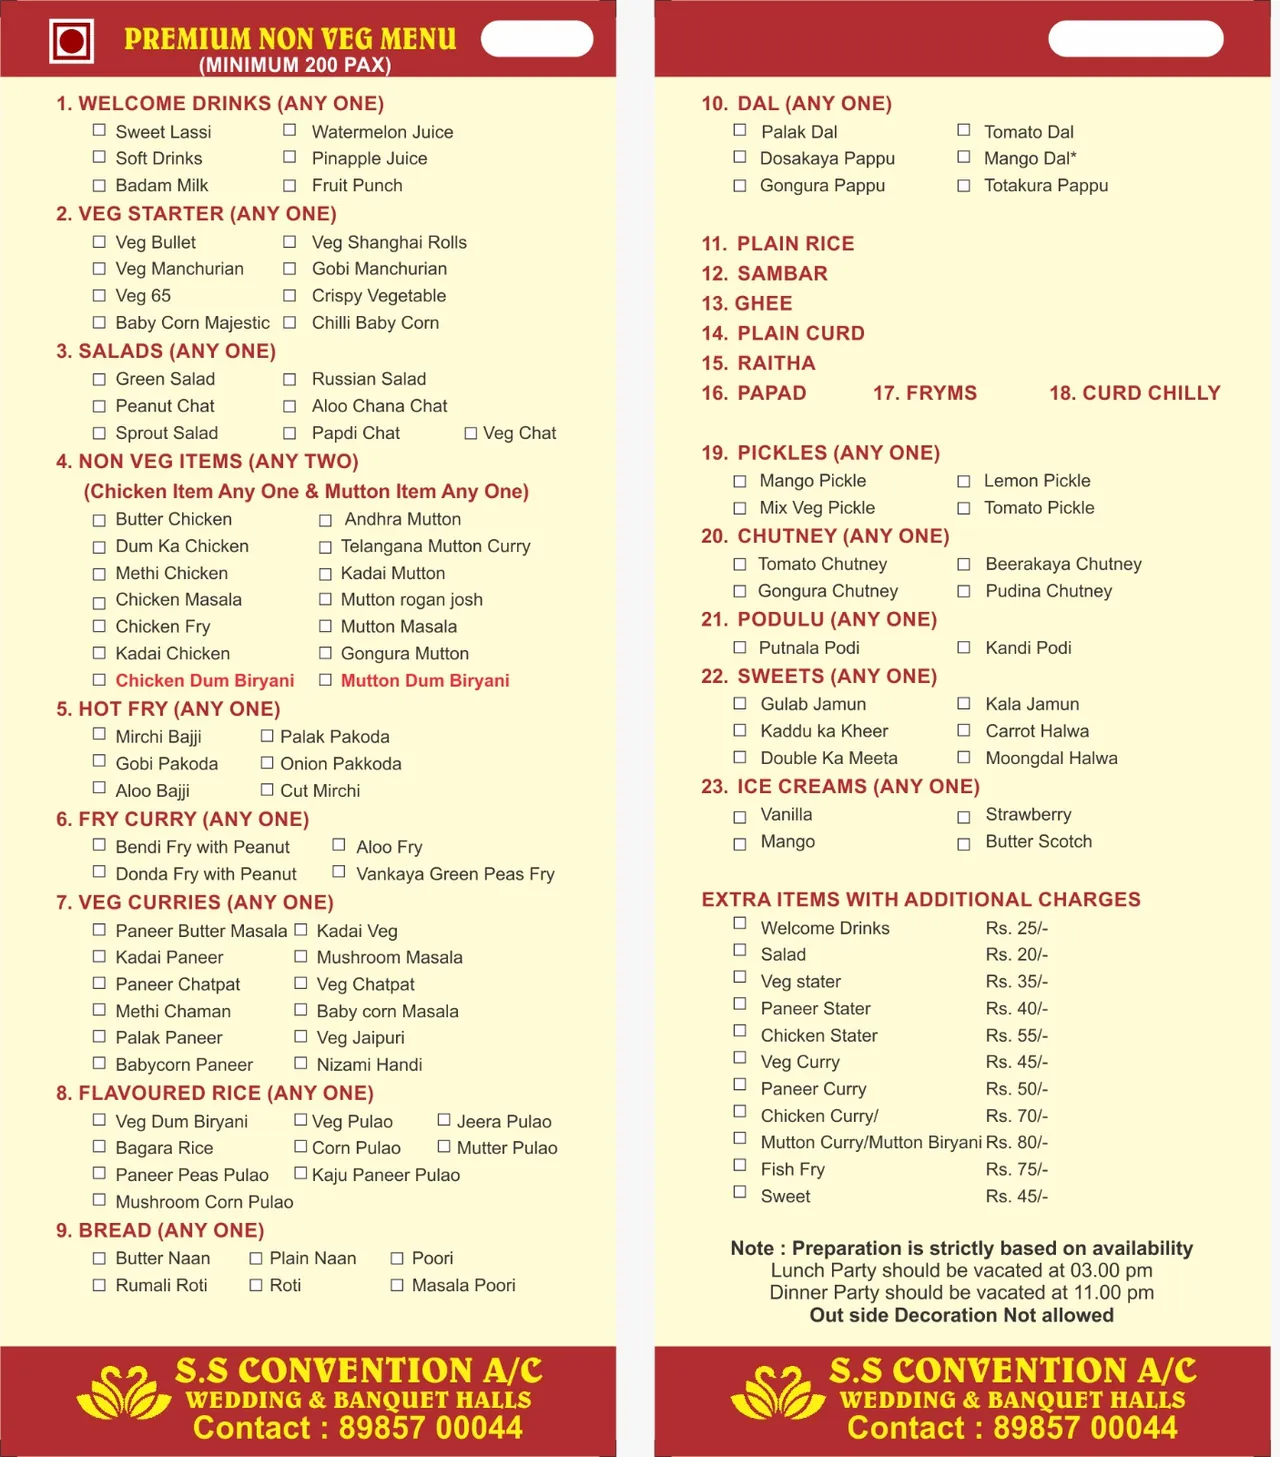 PREMIUM NON VEG MENU
(MINIMUM 200 PAX)
1. WELCOME DRINKS (ANY ONE)
Sweet Lassi Watermelon Juice
Soft Drinks Pinapple Juice
Badam Milk Fruit Punch
2. VEG STARTER (ANY ONE)
Veg Bullet Veg Shanghai Rolls
Veg Manchurian Gobi Manchurian
Veg 65 Crispy Vegetable
Baby Corn Majestic Chilli Baby Corn
3. SALADS (ANY ONE)
Green Salad Russian Salad
Peanut Chat Aloo Chana Chat
Sprout Salad Papdi Chat Veg Chat
4. NON VEG ITEMS (ANY TWO)
(Chicken Item Any One & Mutton Item Any One)
Butter Chicken Andhra Mutton
Dum Ka Chicken Telangana Mutton Curry
Methi Chicken Kadai Mutton
Chicken Masala Mutton rogan josh
Chicken Fry Mutton Masala
Kadai Chicken Gongura Mutton
Chicken Dum Biryani Mutton Dum Biryani
5. HOT FRY (ANY ONE)
Mirchi Bajji Palak Pakoda
Gobi Pakoda Onion Pakkoda
Aloo Bajji Cut Mirchi
6. FRY CURRY (ANY ONE)
Bendi Fry with Peanut Aloo Fry
Donda Fry with Peanut Vankaya Green Peas Fry
7. VEG CURRIES (ANY ONE)
Paneer Butter Masala Kadai Veg
Kadai Paneer Mushroom Masala
Paneer Chatpat Veg Chatpat
Methi Chaman Baby corn Masala
Palak Paneer Veg Jaipuri
Babycorn Paneer Nizami Handi
8. FLAVOURED RICE (ANY ONE)
Veg Dum Biryani Veg Pulao Jeera Pulao
Bagara Rice Corn Pulao Mutter Pulao
Paneer Peas Pulao Kaju Paneer Pulao
Mushroom Corn Pulao
9. BREAD (ANY ONE)
Butter Naan Plain Naan Poori
Rumali Roti Roti Masala Poori
S.S CONVENTION A/C
WEDDING & BANQUET HALLS
Contact : 89857 00044
10. DAL (ANY ONE)
Palak Dal Tomato Dal
Dosakaya Pappu Mango Dal*
Gongura Pappu Totakura Pappu
11. PLAIN RICE
12. SAMBAR
13. GHEE
14. PLAIN CURD
15. RAITHA
16. PAPAD 17. FRYMS 18. CURD CHILLY
19. PICKLES (ANY ONE)
Mango Pickle Lemon Pickle
Mix Veg Pickle Tomato Pickle
20. CHUTNEY (ANY ONE)
Tomato Chutney Beerakaya Chutney
Gongura Chutney Pudina Chutney
21. PODULU (ANY ONE)
Putnala Podi Kandi Podi
22. SWEETS (ANY ONE)
Gulab Jamun Kala Jamun
Kaddu ka Kheer Carrot Halwa
Double Ka Meeta Moongdal Halwa
23. ICE CREAMS (ANY ONE)
Vanilla Strawberry
Mango Butter Scotch
EXTRA ITEMS WITH ADDITIONAL CHARGES
Welcome Drinks Rs. 25/-
Salad Rs. 20/-
Veg stater Rs. 35/-
Paneer Stater Rs. 40/-
Chicken Stater Rs. 55/-
Veg Curry Rs. 45/-
Paneer Curry Rs. 50/-
Chicken Curry/ Rs. 70/-
Mutton Curry/Mutton Biryani Rs. 80/-
Fish Fry Rs. 75/-
Sweet Rs. 45/-
Note : Preparation is strictly based on availability
Lunch Party should be vacated at 03.00 pm
Dinner Party should be vacated at 11.00 pm
Out side Decoration Not allowed
S.S CONVENTION A/C
WEDDING & BANQUET HALLS
Contact : 89857 00044